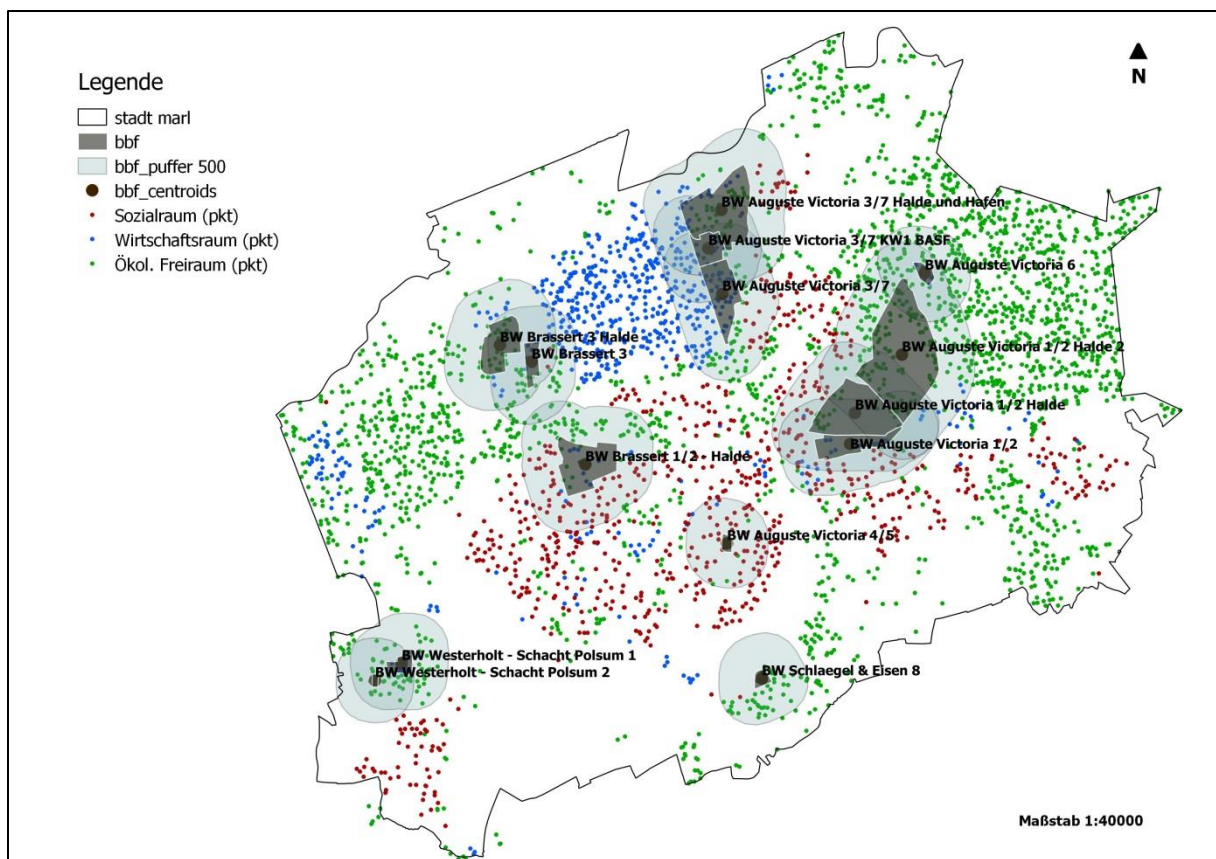 N
Legende
stadt marl
bbf
bbf_puffer 500
bbf_centroids
Sozialraum (pkt)
Wirtschaftsraum (pkt)
Ökol. Freiraum (pkt)
BW Auguste Victoria 3/7 Halde und Hafen
BW Auguste Victoria 3/7 KW1 BASF
BW Auguste Victoria 6
BW Auguste Victoria 3/7
BW Brassert 3 Halde
BW Brassert 3
BW Auguste Victoria 1/2 Halde 2
BW Auguste Victoria 1/2 Halde
BW Auguste Victoria 1/2
BW Brassert 1/2 - Halde
BW Auguste Victoria 4/5
BW Westerholt - Schacht Polsum 1
BW Westerholt - Schacht Polsum 2
BW Schlaegel & Eisen 8
Maßstab 1:40000